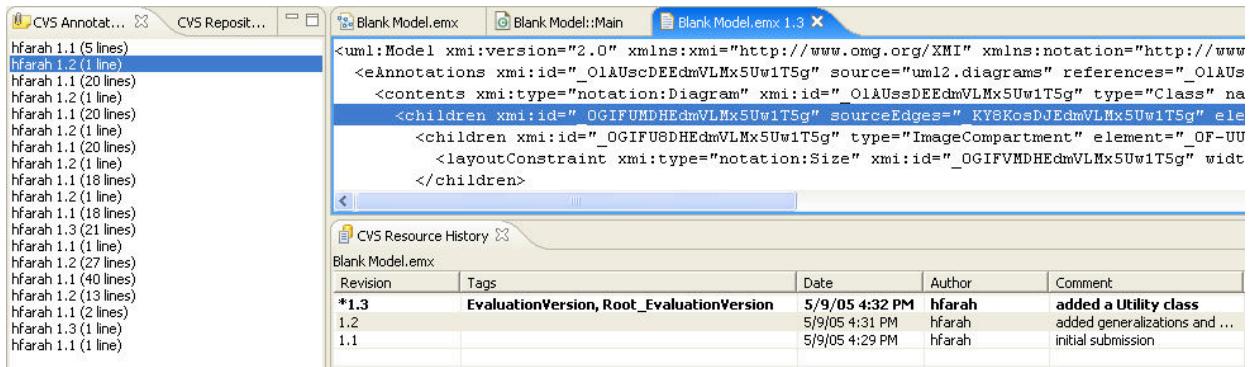 CVS Annotat... CVS Reposit...
hfarah 1.1 (5 lines)
hfarah 1.2 (1 line)
hfarah 1.1 (20 lines)
hfarah 1.2 (1 line)
hfarah 1.1 (20 lines)
hfarah 1.2 (1 line)
hfarah 1.1 (20 lines)
hfarah 1.2 (1 line)
hfarah 1.1 (18 lines)
hfarah 1.2 (1 line)
hfarah 1.1 (18 lines)
hfarah 1.3 (21 lines)
hfarah 1.1 (1 line)
hfarah 1.2 (27 lines)
hfarah 1.1 (40 lines)
hfarah 1.2 (13 lines)
hfarah 1.1 (2 lines)
hfarah 1.3 (1 line)
hfarah 1.1 (1 line)
Blank Model.emx Blank Model::Main Blank Model.emx 1.3
<uml:Model xmi:version="2.0" xmlns:xmi="http://www.omg.org/XMI" xmlns:notation="http://www
<eAnnotations xmi:id="_OlAUscDEEdmVLMx5Uw1T5g" source="uml2.diagrams" references="_OlAUs
<contents xmi:type="notation:Diagram" xmi:id="_OlAUssDEEdmVLMx5Uw1T5g" type="Class" na
<children xmi:id="_OGIFUMDHEdmVLMx5Uw1T5g" sourceEdges="_KY8KosDJEdmVLMx5Uw1T5g" ele
<children xmi:id="_OGIFU8DHEdmVLMx5Uw1T5g" type="ImageCompartment" element="_OF-UU
<layoutConstraint xmi:type="notation:Size" xmi:id="_OGIFVMDHEdmVLMx5Uw1T5g" widt
</children>
CVS Resource History
Blank Model.emx
Revision Tags Date Author Comment
*1.3 EvaluationVersion, Root_EvaluationVersion 5/9/05 4:32 PM hfarah added a Utility class
1.2 5/9/05 4:31 PM hfarah added generalizations and ...
1.1 5/9/05 4:29 PM hfarah initial submission